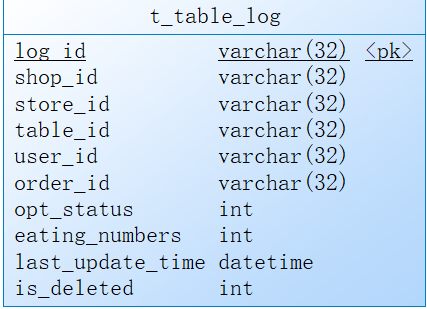 t_table_log
log_id varchar(32) <pk>
shop_id varchar(32)
store_id varchar(32)
table_id varchar(32)
user_id varchar(32)
order_id varchar(32)
opt_status int
eating_numbers int
last_update_time datetime
is_deleted int